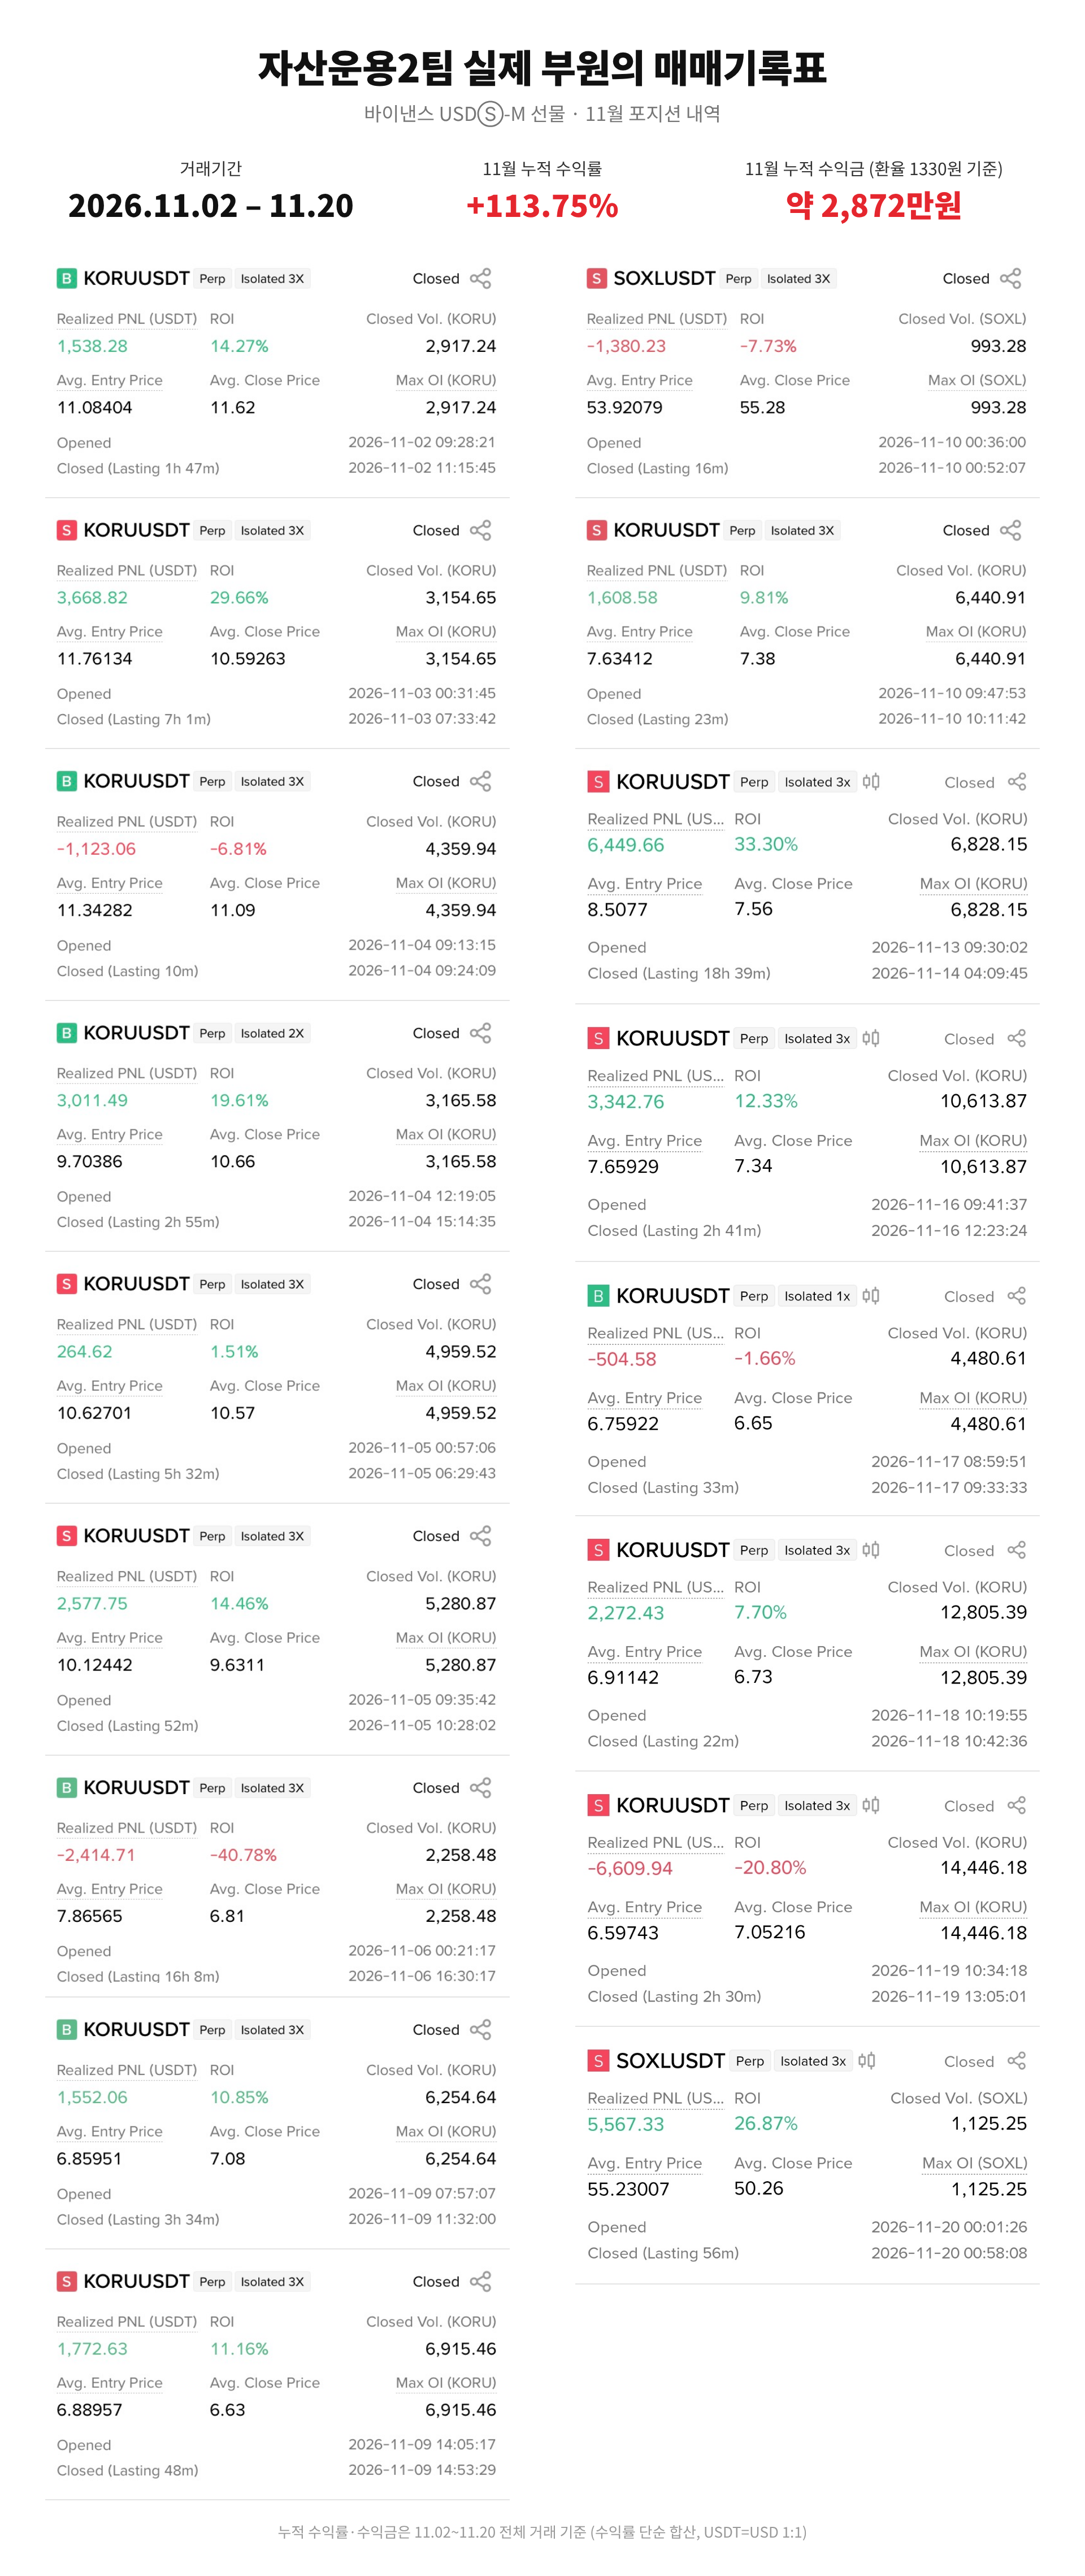 자산운용2팀 실제 부원의 매매기록표
바이낸스 USDⓈ-M 선물 · 11월 포지션 내역
거래기간
2026.11.02 – 11.20
11월 누적 수익률
+113.75%
11월 누적 수익금 (환율 1330원 기준)
약 2,872만원
B KORUUSDT Perp Isolated 3X Closed
Realized PNL (USDT) ROI Closed Vol. (KORU)
1,538.28 14.27% 2,917.24
Avg. Entry Price Avg. Close Price Max OI (KORU)
11.08404 11.62 2,917.24
Opened 2026-11-02 09:28:21
Closed (Lasting 1h 47m) 2026-11-02 11:15:45
S KORUUSDT Perp Isolated 3X Closed
Realized PNL (USDT) ROI Closed Vol. (KORU)
3,668.82 29.66% 3,154.65
Avg. Entry Price Avg. Close Price Max OI (KORU)
11.76134 10.59263 3,154.65
Opened 2026-11-03 00:31:45
Closed (Lasting 7h 1m) 2026-11-03 07:33:42
B KORUUSDT Perp Isolated 3X Closed
Realized PNL (USDT) ROI Closed Vol. (KORU)
-1,123.06 -6.81% 4,359.94
Avg. Entry Price Avg. Close Price Max OI (KORU)
11.34282 11.09 4,359.94
Opened 2026-11-04 09:13:15
Closed (Lasting 10m) 2026-11-04 09:24:09
B KORUUSDT Perp Isolated 2X Closed
Realized PNL (USDT) ROI Closed Vol. (KORU)
3,011.49 19.61% 3,165.58
Avg. Entry Price Avg. Close Price Max OI (KORU)
9.70386 10.66 3,165.58
Opened 2026-11-04 12:19:05
Closed (Lasting 2h 55m) 2026-11-04 15:14:35
S KORUUSDT Perp Isolated 3X Closed
Realized PNL (USDT) ROI Closed Vol. (KORU)
264.62 1.51% 4,959.52
Avg. Entry Price Avg. Close Price Max OI (KORU)
10.62701 10.57 4,959.52
Opened 2026-11-05 00:57:06
Closed (Lasting 5h 32m) 2026-11-05 06:29:43
S KORUUSDT Perp Isolated 3X Closed
Realized PNL (USDT) ROI Closed Vol. (KORU)
2,577.75 14.46% 5,280.87
Avg. Entry Price Avg. Close Price Max OI (KORU)
10.12442 9.6311 5,280.87
Opened 2026-11-05 09:35:42
Closed (Lasting 52m) 2026-11-05 10:28:02
B KORUUSDT Perp Isolated 3X Closed
Realized PNL (USDT) ROI Closed Vol. (KORU)
-2,414.71 -40.78% 2,258.48
Avg. Entry Price Avg. Close Price Max OI (KORU)
7.86565 6.81 2,258.48
Opened 2026-11-06 00:21:17
Closed (Lasting 16h 8m) 2026-11-06 16:30:17
B KORUUSDT Perp Isolated 3X Closed
Realized PNL (USDT) ROI Closed Vol. (KORU)
1,552.06 10.85% 6,254.64
Avg. Entry Price Avg. Close Price Max OI (KORU)
6.85951 7.08 6,254.64
Opened 2026-11-09 07:57:07
Closed (Lasting 3h 34m) 2026-11-09 11:32:00
S KORUUSDT Perp Isolated 3X Closed
Realized PNL (USDT) ROI Closed Vol. (KORU)
1,772.63 11.16% 6,915.46
Avg. Entry Price Avg. Close Price Max OI (KORU)
6.88957 6.63 6,915.46
Opened 2026-11-09 14:05:17
Closed (Lasting 48m) 2026-11-09 14:53:29
S SOXLUSDT Perp Isolated 3X Closed
Realized PNL (USDT) ROI Closed Vol. (SOXL)
-1,380.23 -7.73% 993.28
Avg. Entry Price Avg. Close Price Max OI (SOXL)
53.92079 55.28 993.28
Opened 2026-11-10 00:36:00
Closed (Lasting 16m) 2026-11-10 00:52:07
S KORUUSDT Perp Isolated 3X Closed
Realized PNL (USDT) ROI Closed Vol. (KORU)
1,608.58 9.81% 6,440.91
Avg. Entry Price Avg. Close Price Max OI (KORU)
7.63412 7.38 6,440.91
Opened 2026-11-10 09:47:53
Closed (Lasting 23m) 2026-11-10 10:11:42
S KORUUSDT Perp Isolated 3x Closed
Realized PNL (US... ROI Closed Vol. (KORU)
6,449.66 33.30% 6,828.15
Avg. Entry Price Avg. Close Price Max OI (KORU)
8.5077 7.56 6,828.15
Opened 2026-11-13 09:30:02
Closed (Lasting 18h 39m) 2026-11-14 04:09:45
S KORUUSDT Perp Isolated 3x Closed
Realized PNL (US... ROI Closed Vol. (KORU)
3,342.76 12.33% 10,613.87
Avg. Entry Price Avg. Close Price Max OI (KORU)
7.65929 7.34 10,613.87
Opened 2026-11-16 09:41:37
Closed (Lasting 2h 41m) 2026-11-16 12:23:24
B KORUUSDT Perp Isolated 1x Closed
Realized PNL (US... ROI Closed Vol. (KORU)
-504.58 -1.66% 4,480.61
Avg. Entry Price Avg. Close Price Max OI (KORU)
6.75922 6.65 4,480.61
Opened 2026-11-17 08:59:51
Closed (Lasting 33m) 2026-11-17 09:33:33
S KORUUSDT Perp Isolated 3x Closed
Realized PNL (US... ROI Closed Vol. (KORU)
2,272.43 7.70% 12,805.39
Avg. Entry Price Avg. Close Price Max OI (KORU)
6.91142 6.73 12,805.39
Opened 2026-11-18 10:19:55
Closed (Lasting 22m) 2026-11-18 10:42:36
S KORUUSDT Perp Isolated 3x Closed
Realized PNL (US... ROI Closed Vol. (KORU)
-6,609.94 -20.80% 14,446.18
Avg. Entry Price Avg. Close Price Max OI (KORU)
6.59743 7.05216 14,446.18
Opened 2026-11-19 10:34:18
Closed (Lasting 2h 30m) 2026-11-19 13:05:01
S SOXLUSDT Perp Isolated 3x Closed
Realized PNL (US... ROI Closed Vol. (SOXL)
5,567.33 26.87% 1,125.25
Avg. Entry Price Avg. Close Price Max OI (SOXL)
55.23007 50.26 1,125.25
Opened 2026-11-20 00:01:26
Closed (Lasting 56m) 2026-11-20 00:58:08
누적 수익률·수익금은 11.02~11.20 전체 거래 기준 (수익률 단순 합산, USDT=USD 1:1)